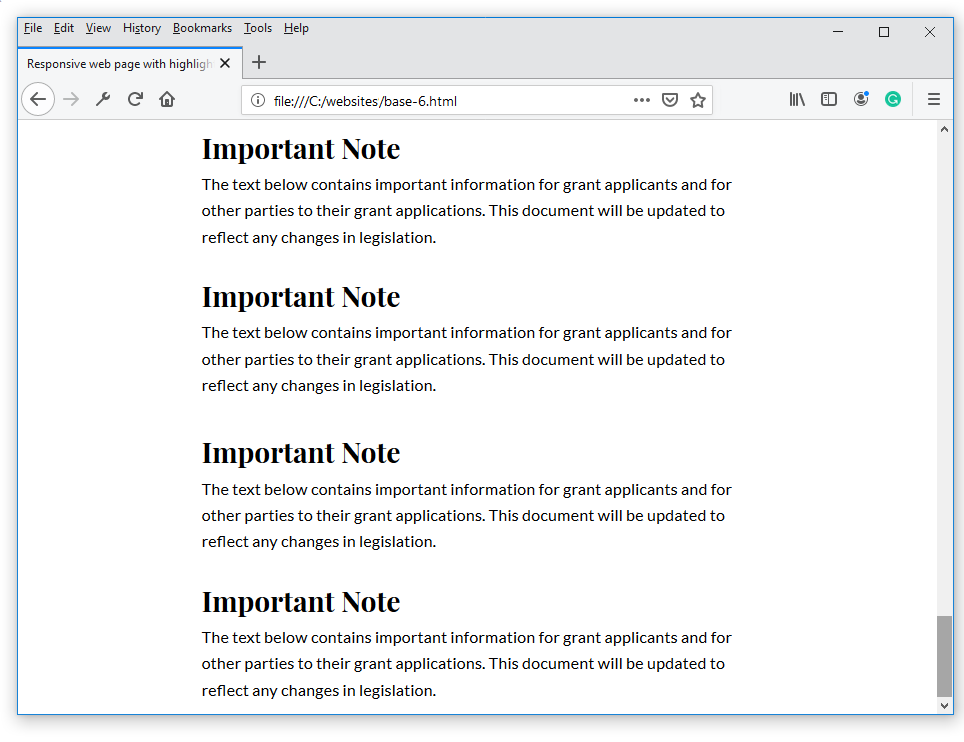 File Edit View History Bookmarks Tools Help
Responsive web page with highligh
file:///C:/websites/base-6.html
Important Note
The text below contains important information for grant applicants and for
other parties to their grant applications. This document will be updated to
reflect any changes in legislation.
Important Note
The text below contains important information for grant applicants and for
other parties to their grant applications. This document will be updated to
reflect any changes in legislation.
Important Note
The text below contains important information for grant applicants and for
other parties to their grant applications. This document will be updated to
reflect any changes in legislation.
Important Note
The text below contains important information for grant applicants and for
other parties to their grant applications. This document will be updated to
reflect any changes in legislation.